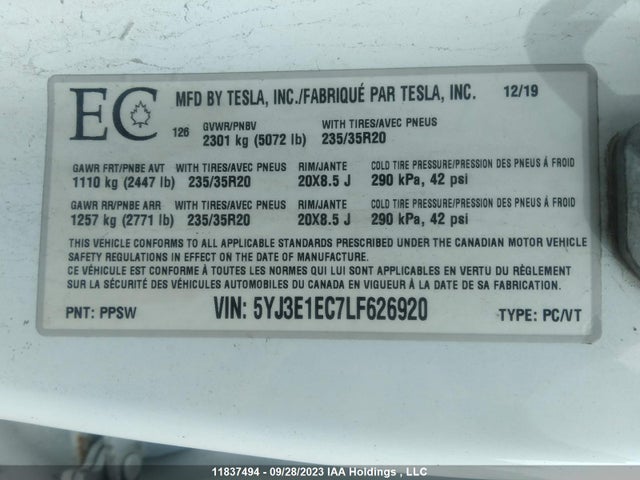 EC
MFD BY TESLA, INC./FABRIQUÉ PAR TESLA, INC. 12/19
126
GVWR/PNBV WITH TIRES/AVEC PNEUS
2301 kg (5072 lb) 235/35R20
GAWR FRT/PNBE AVT WITH TIRES/AVEC PNEUS RIM/JANTE COLD TIRE PRESSURE/PRESSION DES PNEUS À FROID
1110 kg (2447 lb) 235/35R20 20X8.5 J 290 kPa, 42 psi
GAWR RR/PNBE ARR WITH TIRES/AVEC PNEUS RIM/JANTE COLD TIRE PRESSURE/PRESSION DES PNEUS À FROID
1257 kg (2771 lb) 235/35R20 20X8.5 J 290 kPa, 42 psi
THIS VEHICLE CONFORMS TO ALL APPLICABLE STANDARDS PRESCRIBED UNDER THE CANADIAN MOTOR VEHICLE
SAFETY REGULATIONS IN EFFECT ON THE DATE OF MANUFACTURE.
CE VÉHICULE EST CONFORME À TOUTES LES NORMES QUI LUI SONT APPLICABLES EN VERTU DU RÈGLEMENT
SUR LA SÉCURITÉ DES VÉHICULES AUTOMOBILES DU CANADA EN VIGUEUR À LA DATE DE SA FABRICATION.
PNT: PPSW VIN: 5YJ3E1EC7LF626920 TYPE: PC/VT
11837494 - 09/28/2023 IAA Holdings , LLC